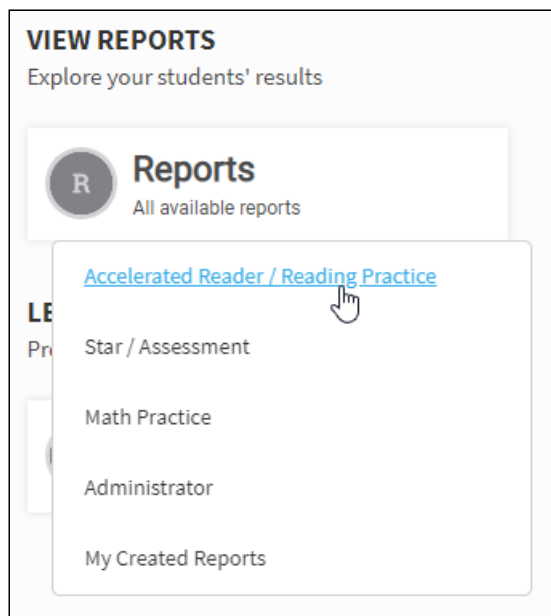 VIEW REPORTS
Explore your students' results
R
Reports
All available reports
Accelerated Reader / Reading Practice
LE
Pr
Star / Assessment
Math Practice
Administrator
My Created Reports